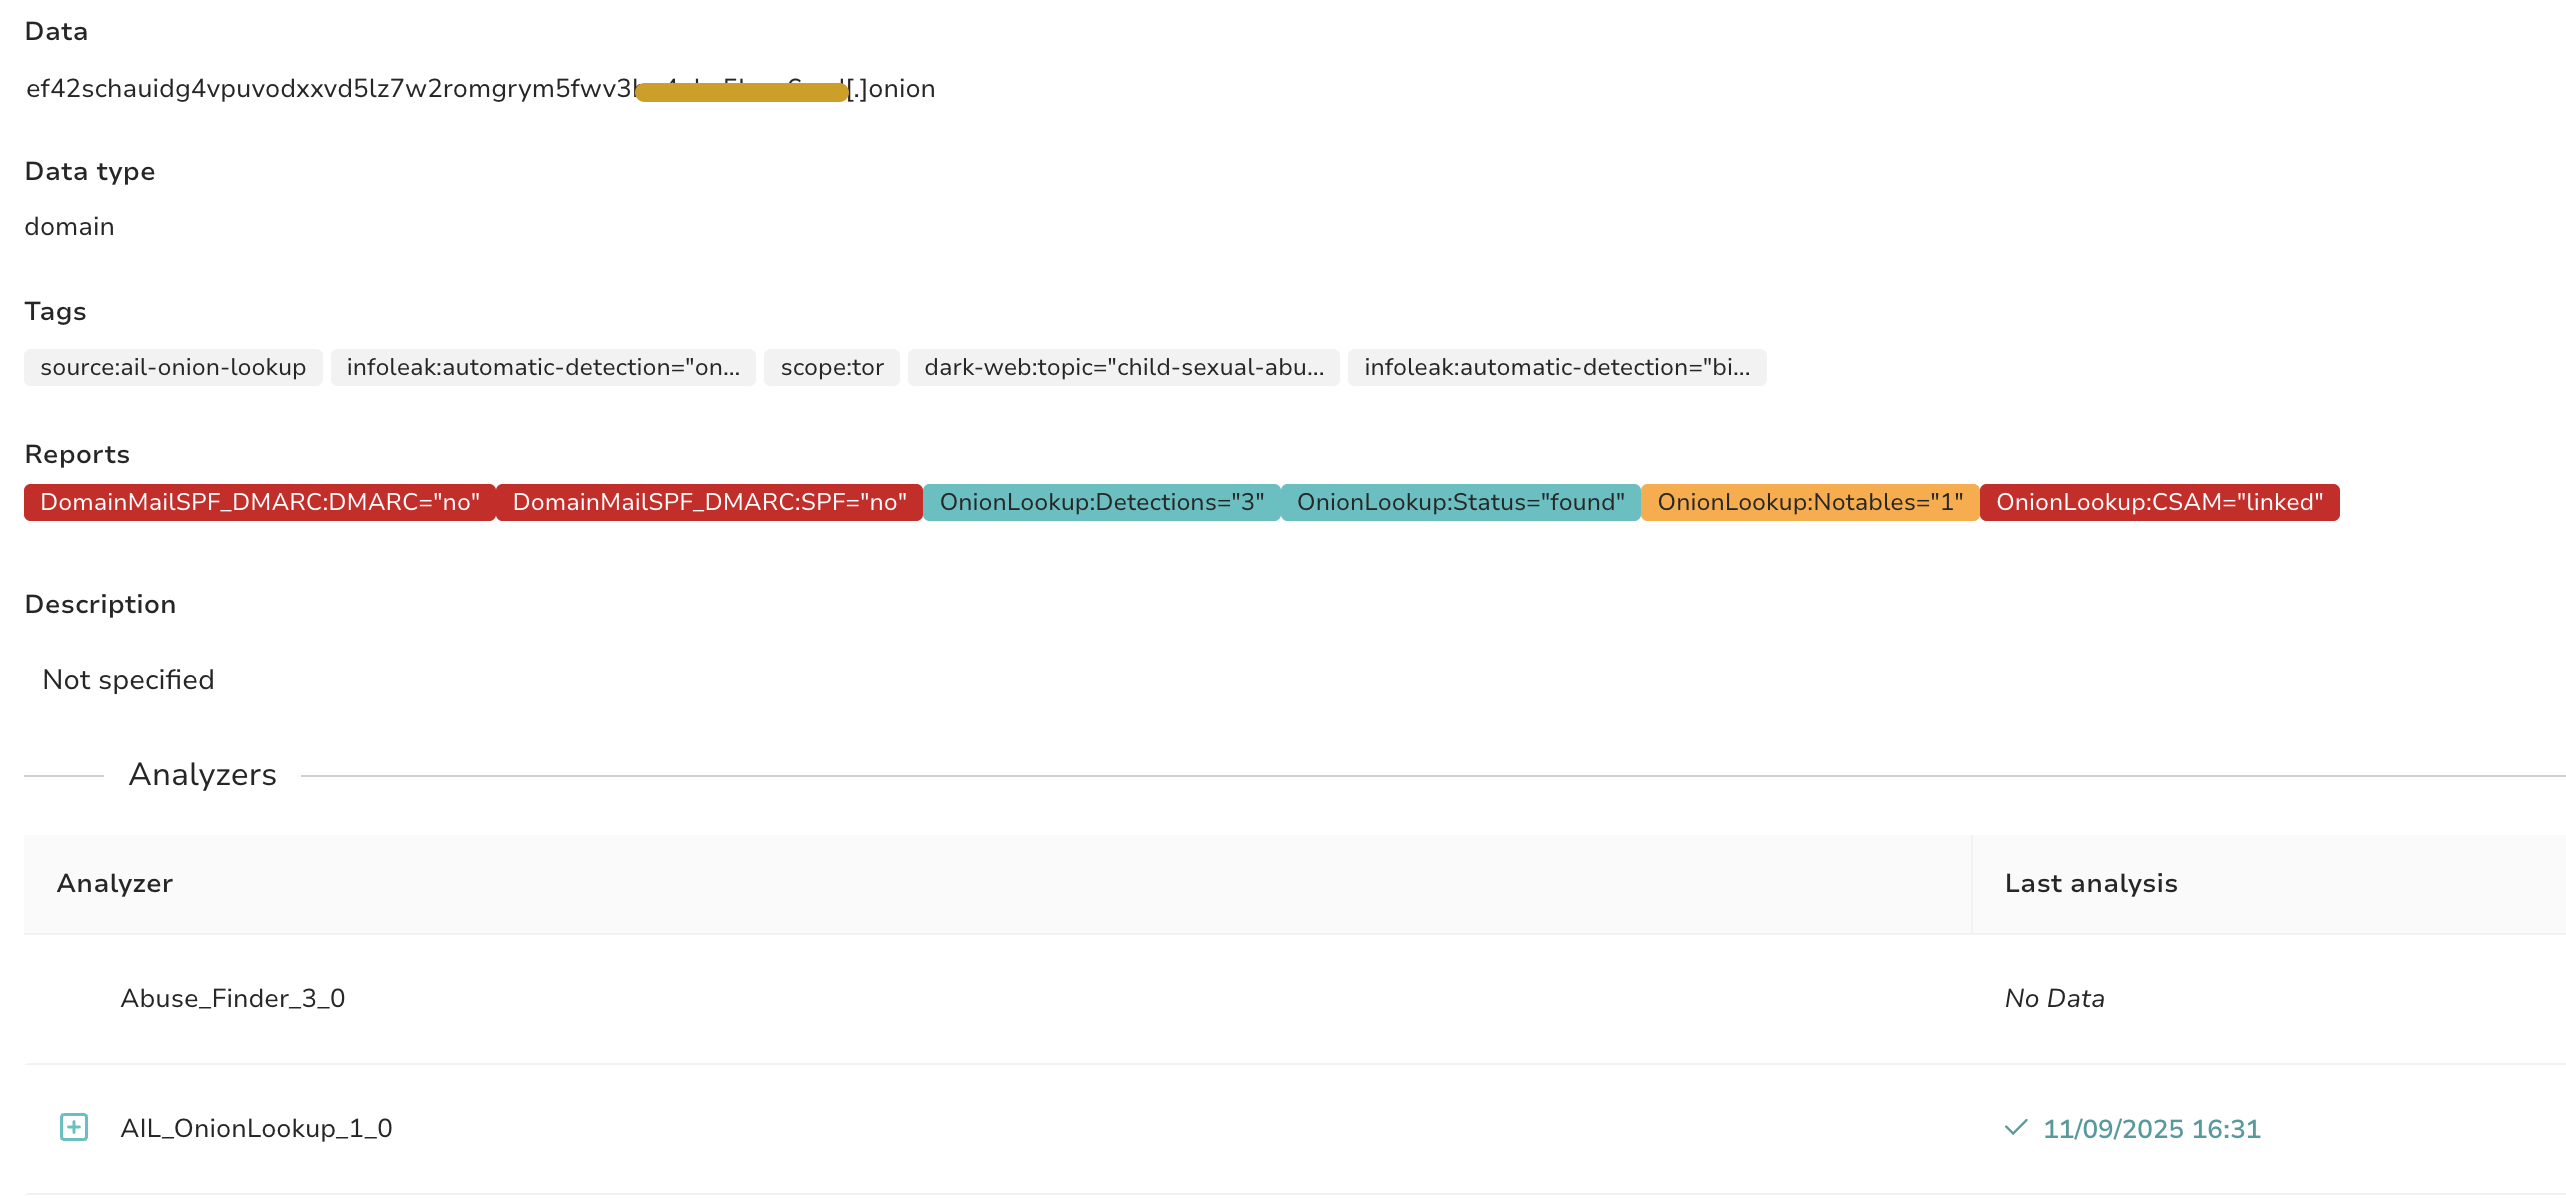 Data
Data type
domain
Tags
source:ail-onion-lookup infoleak:automatic-detection="on... scope:tor dark-web:topic="child-sexual-abu... infoleak:automatic-detection="bi...
Reports
DomainMailSPF_DMARC:DMARC="no" DomainMailSPF_DMARC:SPF="no" OnionLookup:Detections="3" OnionLookup:Status="found" OnionLookup:Notables="1" OnionLookup:CSAM="linked"
Description
Not specified
Analyzers
Analyzer Last analysis
Abuse_Finder_3_0 No Data
AIL_OnionLookup_1_0 11/09/2025 16:31